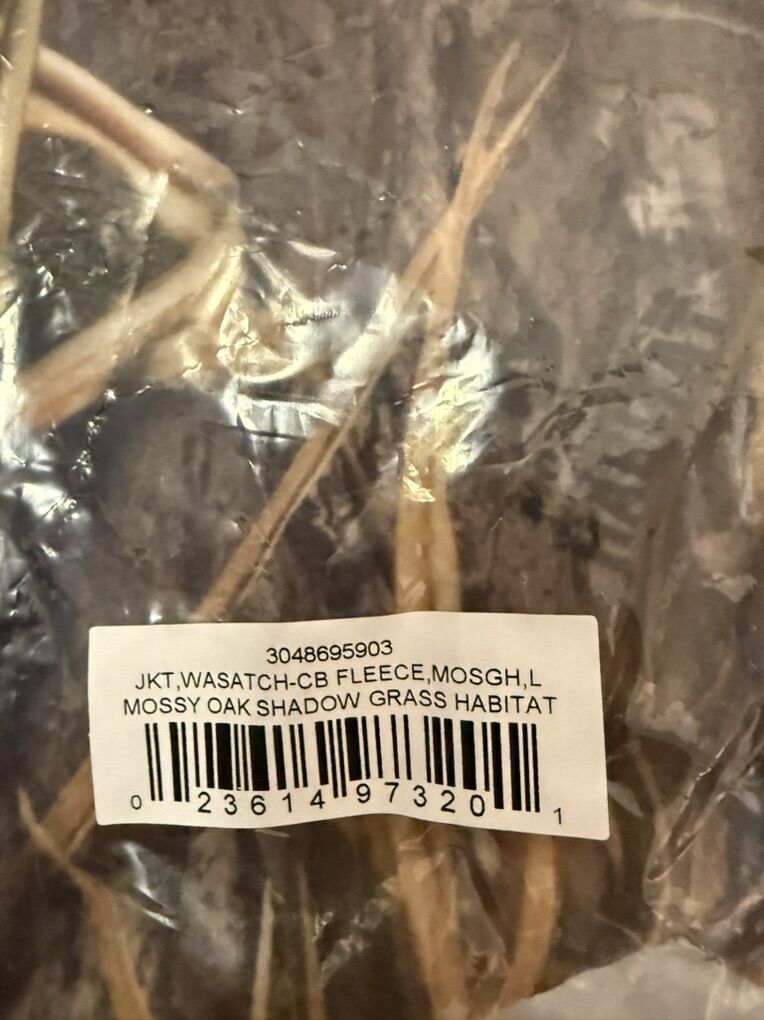 3048695903
JKT,WASATCH-CB FLEECE,MOSGH,L
MOSSY OAK SHADOW GRASS HABITAT
0 23614 97320 1